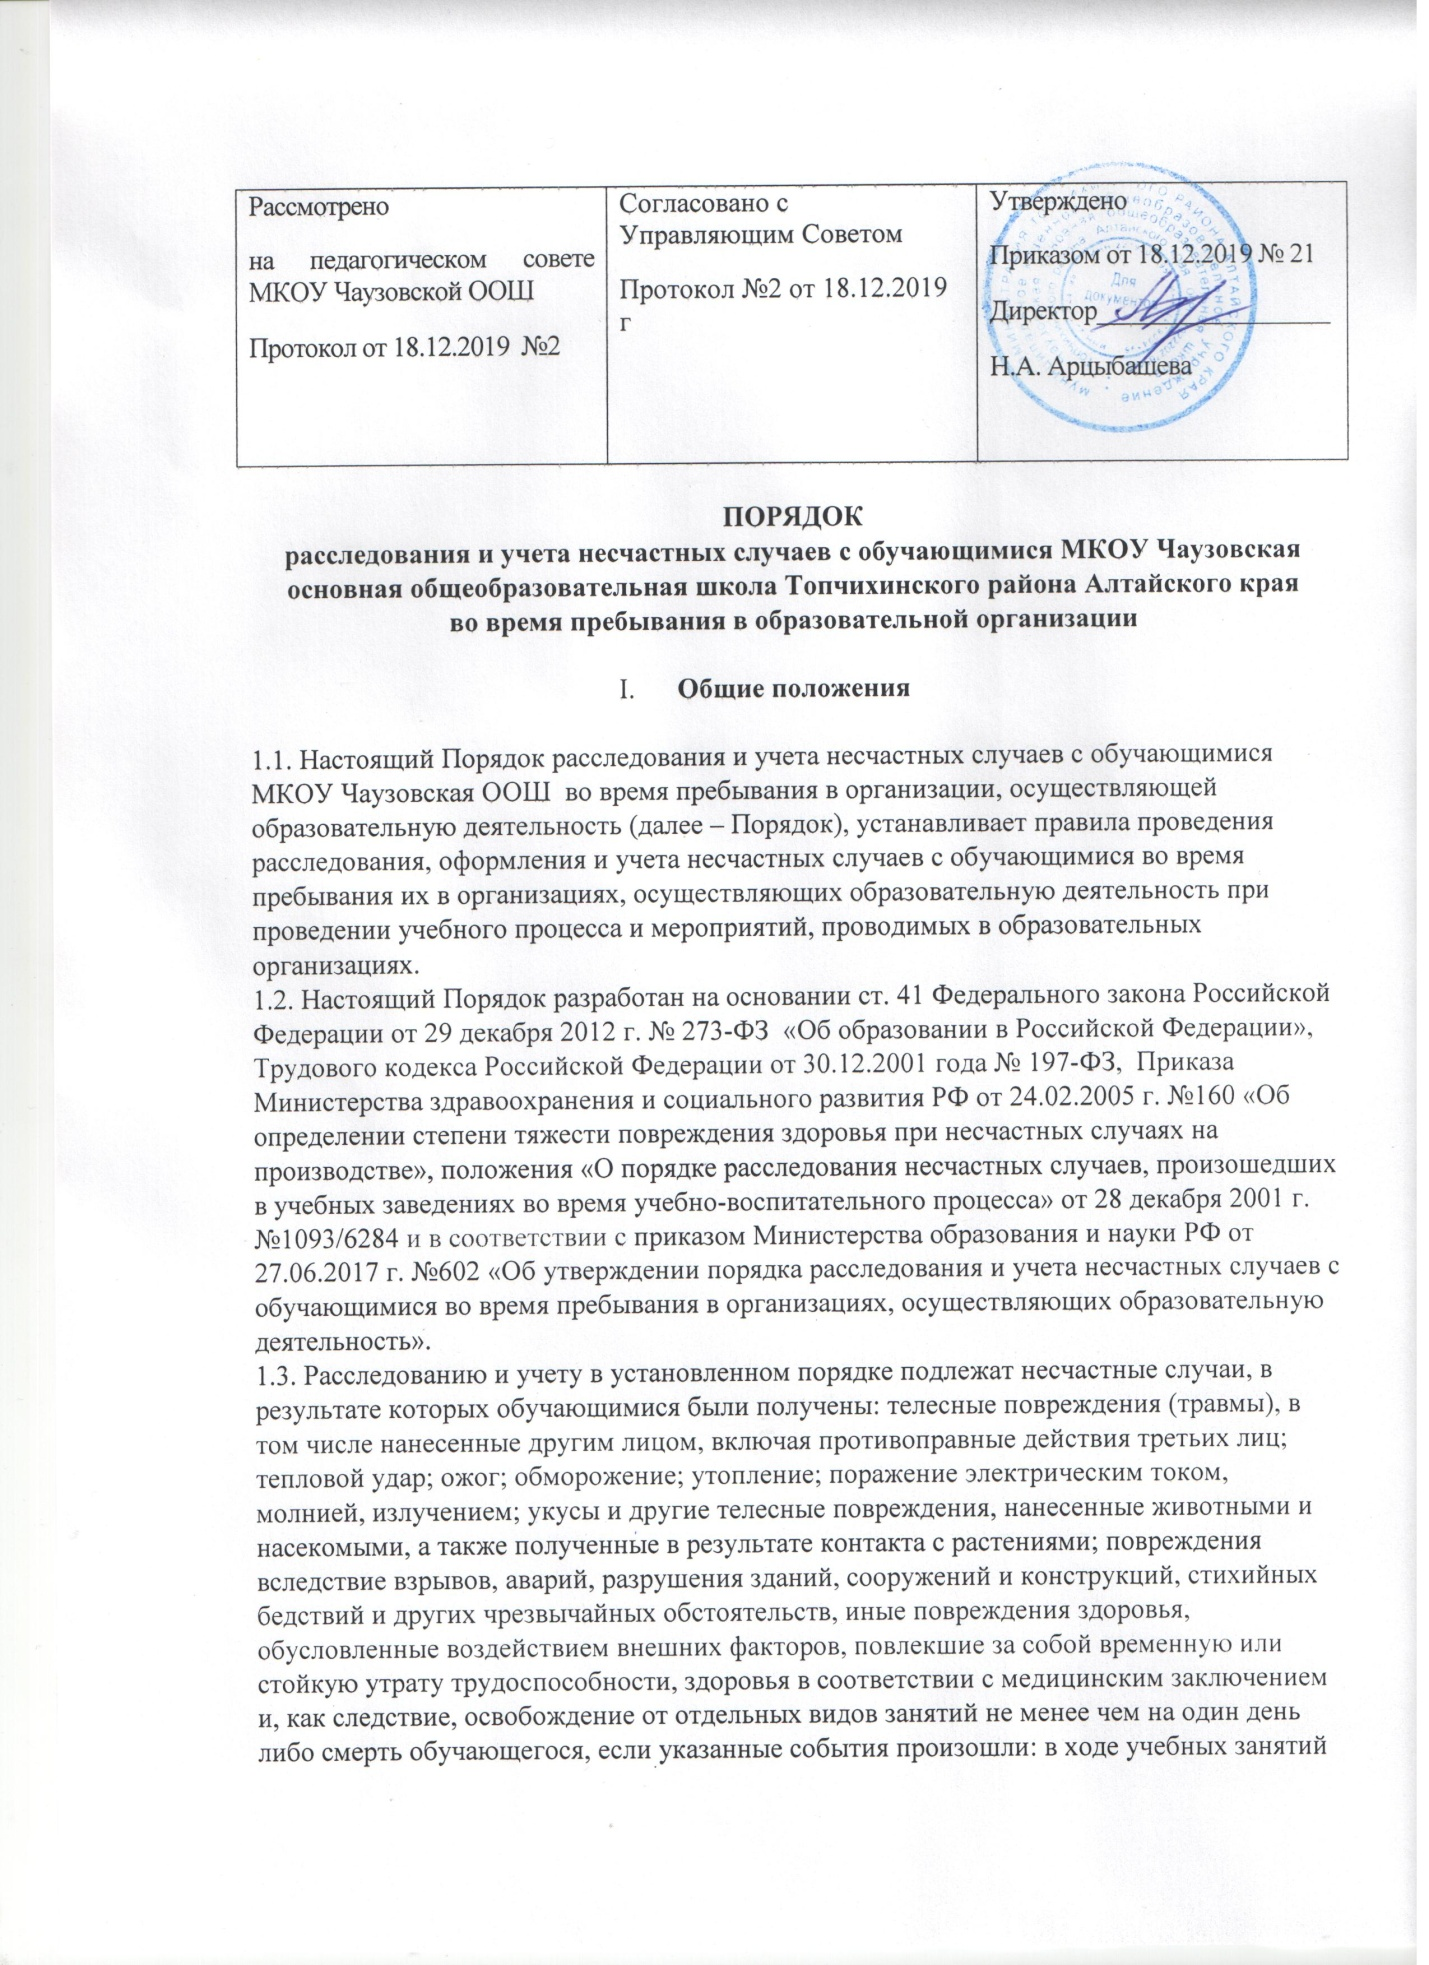 Рассмотрено
на педагогическом совете
МКОУ Чаузовской ООШ
Протокол от 18.12.2019 №2
Согласовано с
Управляющим Советом
Протокол №2 от 18.12.2019
г
Утверждено
Приказом от 18.12.2019 № 21
Директор___________________
Н.А. Арцыбашева
Для
документов
ПОРЯДОК
расследования и учета несчастных случаев с обучающимися МКОУ Чаузовская
основная общеобразовательная школа Топчихинского района Алтайского края
во время пребывания в образовательной организации
I. Общие положения
1.1. Настоящий Порядок расследования и учета несчастных случаев с обучающимися
МКОУ Чаузовская ООШ во время пребывания в организации, осуществляющей
образовательную деятельность (далее – Порядок), устанавливает правила проведения
расследования, оформления и учета несчастных случаев с обучающимися во время
пребывания их в организациях, осуществляющих образовательную деятельность при
проведении учебного процесса и мероприятий, проводимых в образовательных
организациях.
1.2. Настоящий Порядок разработан на основании ст. 41 Федерального закона Российской
Федерации от 29 декабря 2012 г. № 273-ФЗ «Об образовании в Российской Федерации»,
Трудового кодекса Российской Федерации от 30.12.2001 года № 197-ФЗ, Приказа
Министерства здравоохранения и социального развития РФ от 24.02.2005 г. №160 «Об
определении степени тяжести повреждения здоровья при несчастных случаях на
производстве», положения «О порядке расследования несчастных случаев, произошедших
в учебных заведениях во время учебно-воспитательного процесса» от 28 декабря 2001 г.
№1093/6284 и в соответствии с приказом Министерства образования и науки РФ от
27.06.2017 г. №602 «Об утверждении порядка расследования и учета несчастных случаев с
обучающимися во время пребывания в организациях, осуществляющих образовательную
деятельность».
1.3. Расследованию и учету в установленном порядке подлежат несчастные случаи, в
результате которых обучающимися были получены: телесные повреждения (травмы), в
том числе нанесенные другим лицом, включая противоправные действия третьих лиц;
тепловой удар; ожог; обморожение; утопление; поражение электрическим током,
молнией, излучением; укусы и другие телесные повреждения, нанесенные животными и
насекомыми, а также полученные в результате контакта с растениями; повреждения
вследствие взрывов, аварий, разрушения зданий, сооружений и конструкций, стихийных
бедствий и других чрезвычайных обстоятельств, иные повреждения здоровья,
обусловленные воздействием внешних факторов, повлекшие за собой временную или
стойкую утрату трудоспособности, здоровья в соответствии с медицинским заключением
и, как следствие, освобождение от отдельных видов занятий не менее чем на один день
либо смерть обучающегося, если указанные события произошли: в ходе учебных занятий